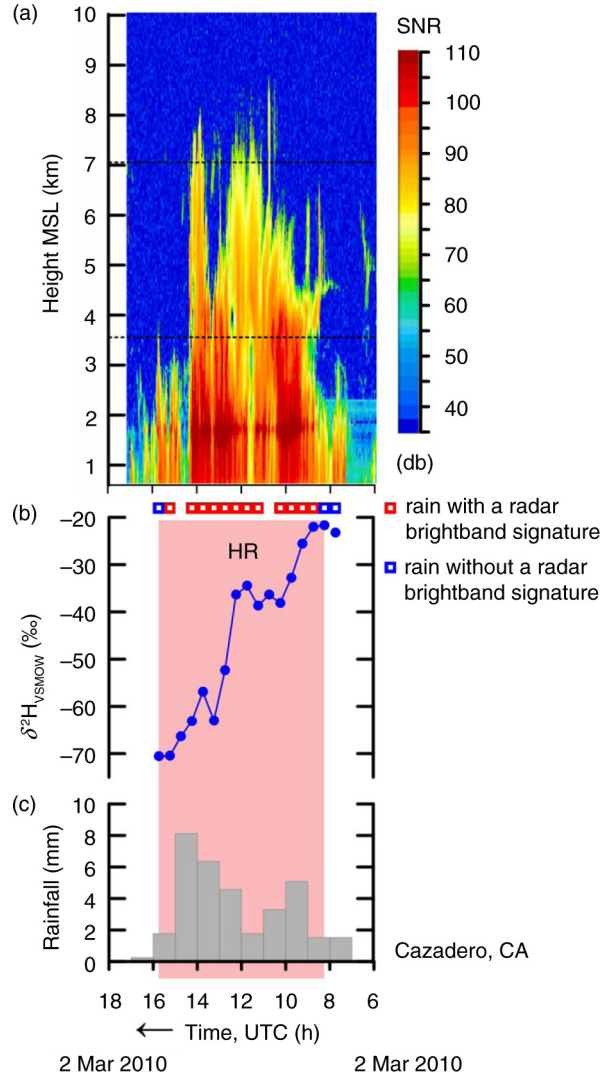 (a)
SNR
Height MSL (km)
10
9
8
7
6
5
4
3
2
1
110
100
90
80
70
60
50
40
(db)
(b)
rain with a radar
brightband signature
rain without a radar
brightband signature
HR
δ²H_VSMOW (‰)
−20
−30
−40
−50
−60
−70
(c)
Rainfall (mm)
10
8
6
4
2
0
Cazadero, CA
18 16 14 12 10 8 6
← Time, UTC (h)
2 Mar 2010 2 Mar 2010